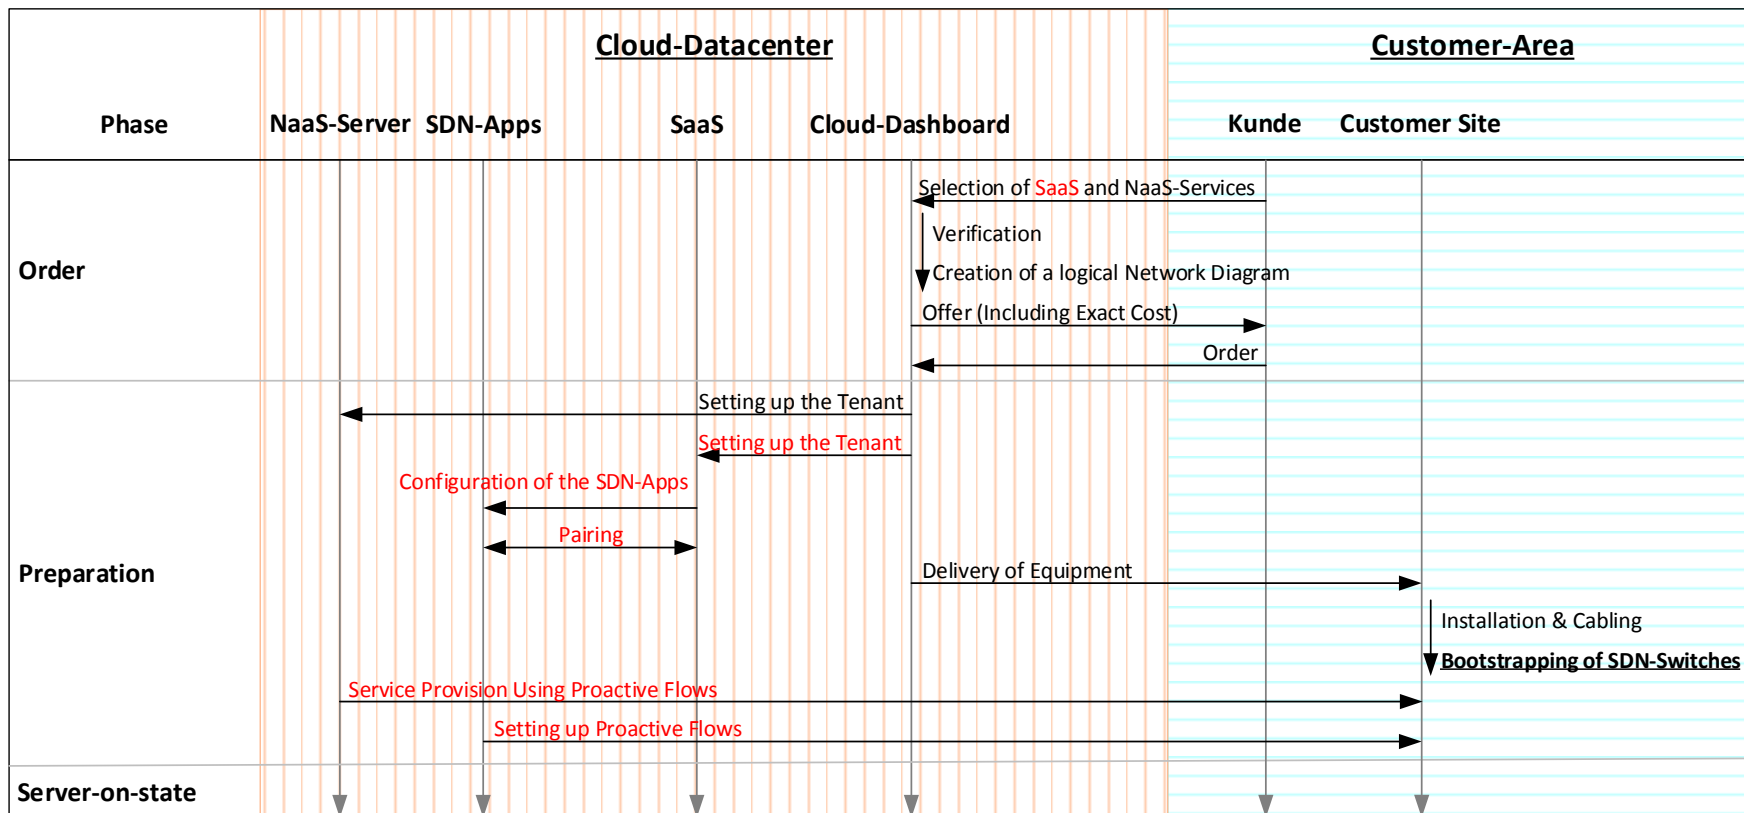 Cloud-Datacenter
Customer-Area
Phase
NaaS-Server
SDN-Apps
SaaS
Cloud-Dashboard
Kunde
Customer Site
Order
Selection of SaaS and NaaS-Services
Verification
Creation of a logical Network Diagram
Offer (Including Exact Cost)
Order
Preparation
Setting up the Tenant
Setting up the Tenant
Configuration of the SDN-Apps
Pairing
Delivery of Equipment
Installation & Cabling
Bootstrapping of SDN-Switches
Service Provision Using Proactive Flows
Setting up Proactive Flows
Server-on-state